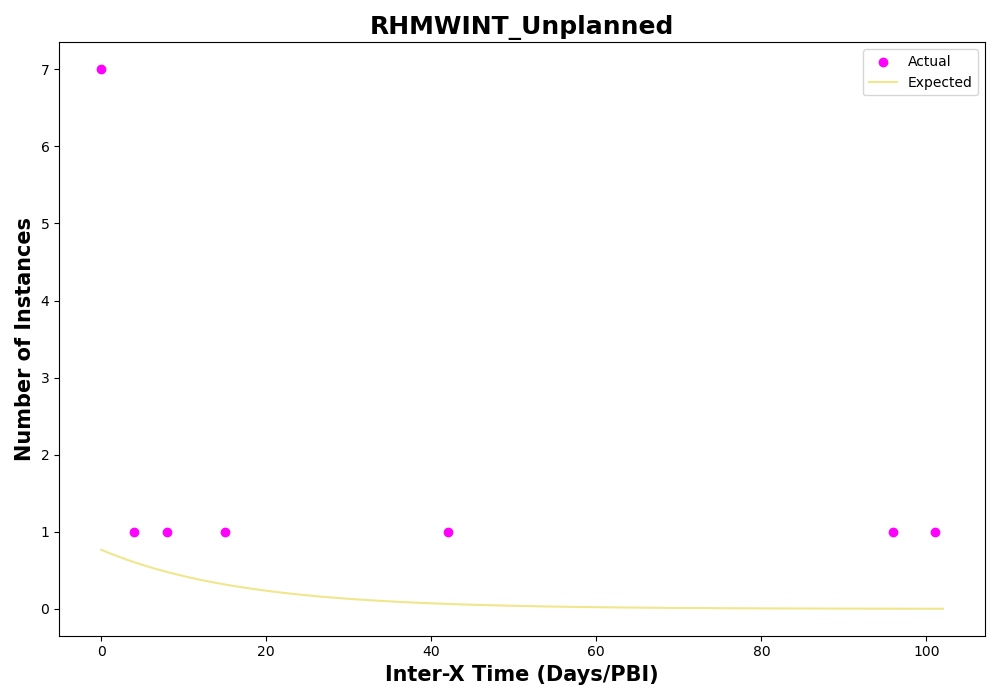 RHMWINT_Unplanned
Number of Instances
7
6
5
4
3
2
1
0
Actual
Expected
0 20 40 60 80 100
Inter-X Time (Days/PBI)